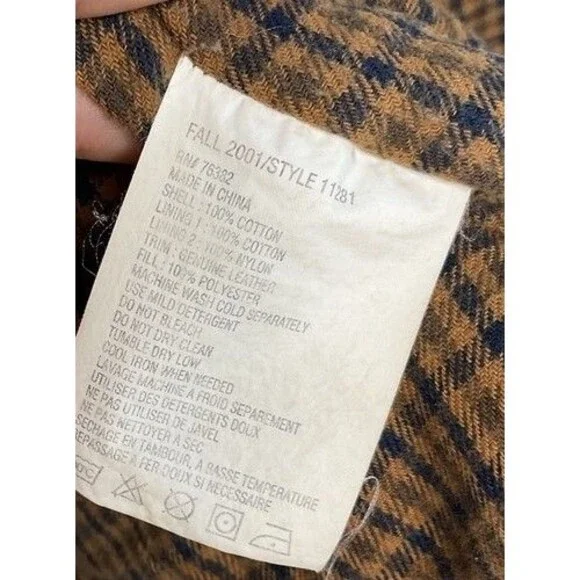 FALL 2001/STYLE 11281
RN# 76382
MADE IN CHINA
SHELL : 100% COTTON
LINING 1 : 100% COTTON
LINING 2 : 100% NYLON
TRIM : GENUINE LEATHER
FILL : 100% POLYESTER
MACHINE WASH COLD SEPARATELY
USE MILD DETERGENT
DO NOT BLEACH
DO NOT DRY CLEAN
TUMBLE DRY LOW
COOL IRON WHEN NEEDED
LAVAGE MACHINE A FROID SEPAREMENT
UTILISER DES DETERGENTS DOUX
NE PAS UTILISER DE JAVEL
NE PAS NETTOYER A SEC
SECHAGE EN TAMBOUR, A BASSE TEMPERATURE
REPASSAGE A FER DOUX SI NECESSAIRE